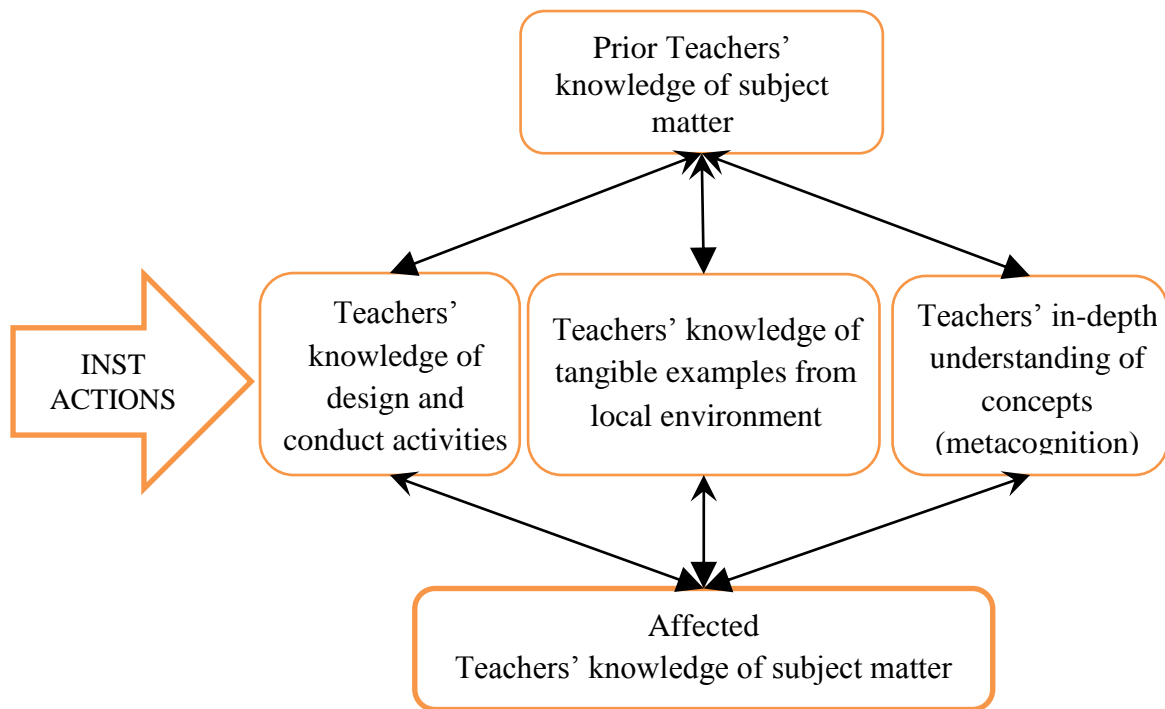 Prior Teachers’
knowledge of subject
matter
INST
ACTIONS
Teachers’
knowledge of
design and
conduct activities
Teachers’ knowledge of
tangible examples from
local environment
Teachers’ in-depth
understanding of
concepts
(metacognition)
Affected
Teachers’ knowledge of subject matter